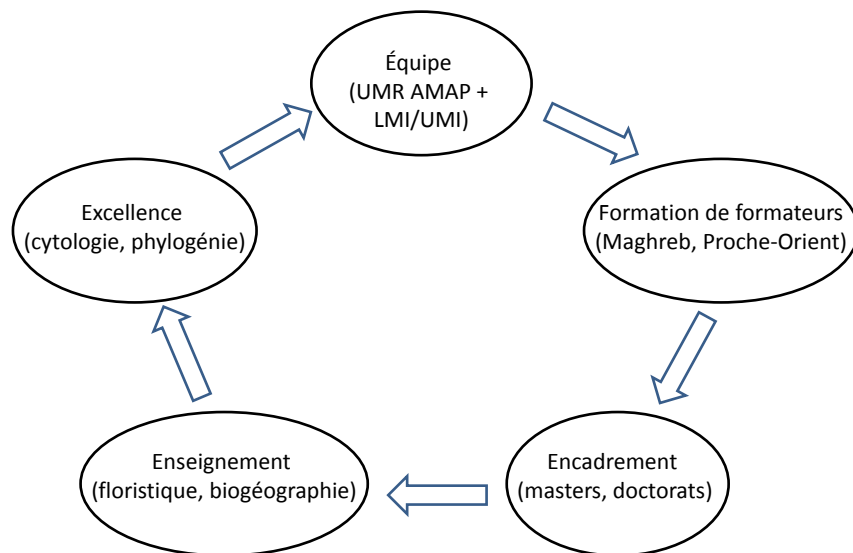 Équipe
(UMR AMAP +
LMI/UMI)
Formation de formateurs
(Maghreb, Proche-Orient)
Encadrement
(masters, doctorats)
Enseignement
(floristique, biogéographie)
Excellence
(cytologie, phylogénie)